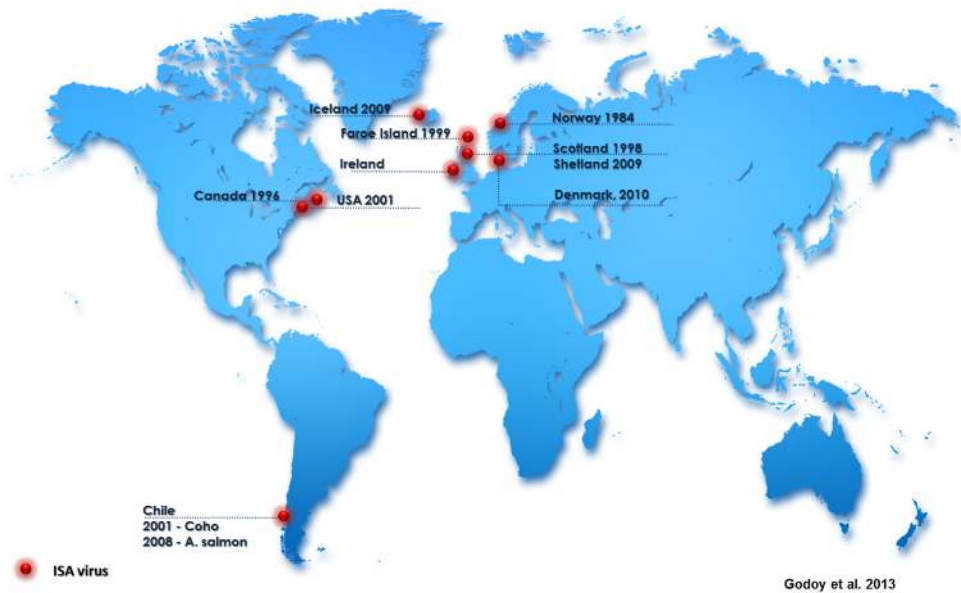 Iceland 2009
Norway 1984
Faroe Island 1999
Scotland 1998
Shetland 2009
Ireland
Canada 1996
USA 2001
Denmark, 2010
Chile
2001 - Coho
2008 - A. salmon
ISA virus
Godoy et al. 2013